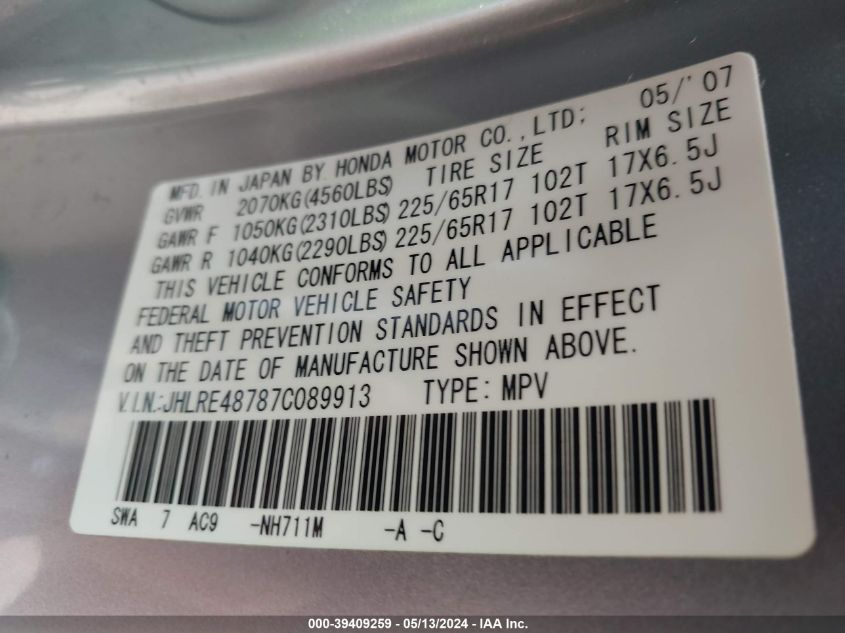 MFD. IN JAPAN BY HONDA MOTOR CO.,LTD; 05/'07
GVWR 2070KG(4560LBS) TIRE SIZE RIM SIZE
GAWR F 1050KG(2310LBS) 225/65R17 102T 17X6.5J
GAWR R 1040KG(2290LBS) 225/65R17 102T 17X6.5J
THIS VEHICLE CONFORMS TO ALL APPLICABLE
FEDERAL MOTOR VEHICLE SAFETY
AND THEFT PREVENTION STANDARDS IN EFFECT
ON THE DATE OF MANUFACTURE SHOWN ABOVE.
V.I.N.:JHLRE48787C089913 TYPE: MPV
SWA 7 AC9 -NH711M -A -C
000-39409259 - 05/13/2024 - IAA Inc.